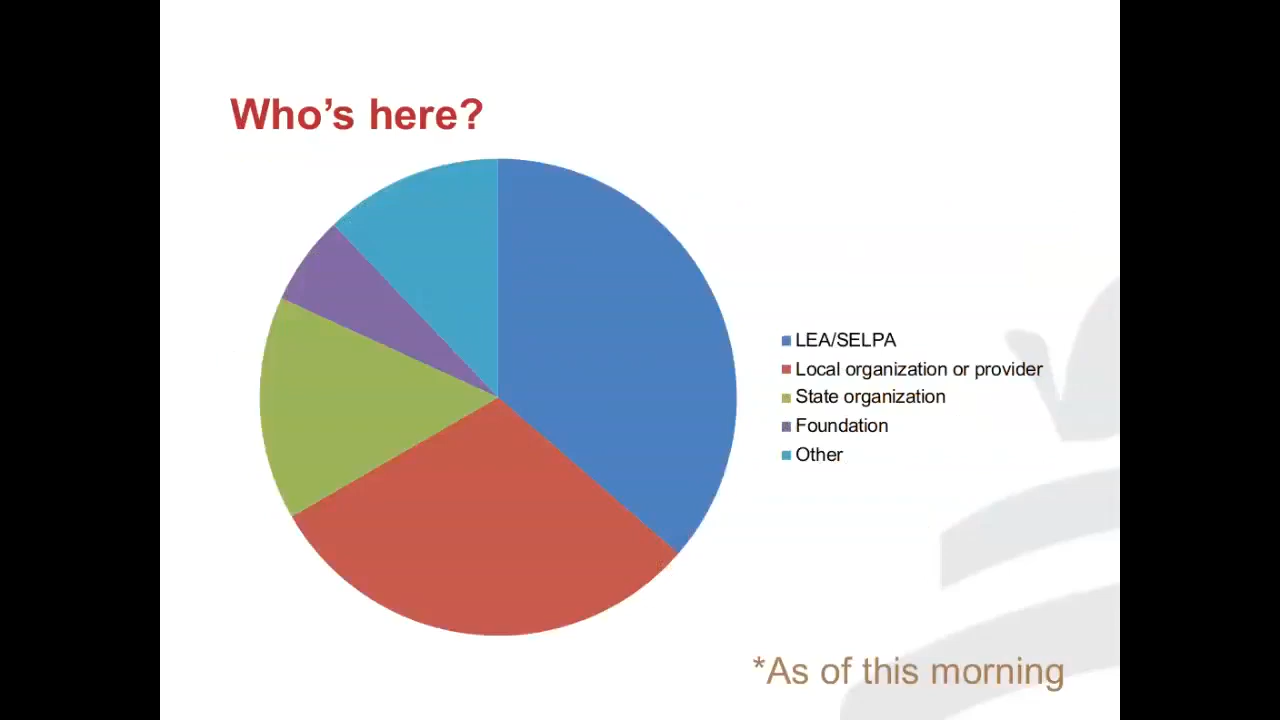 Who’s here?
LEA/SELPA
Local organization or provider
State organization
Foundation
Other
*As of this morning